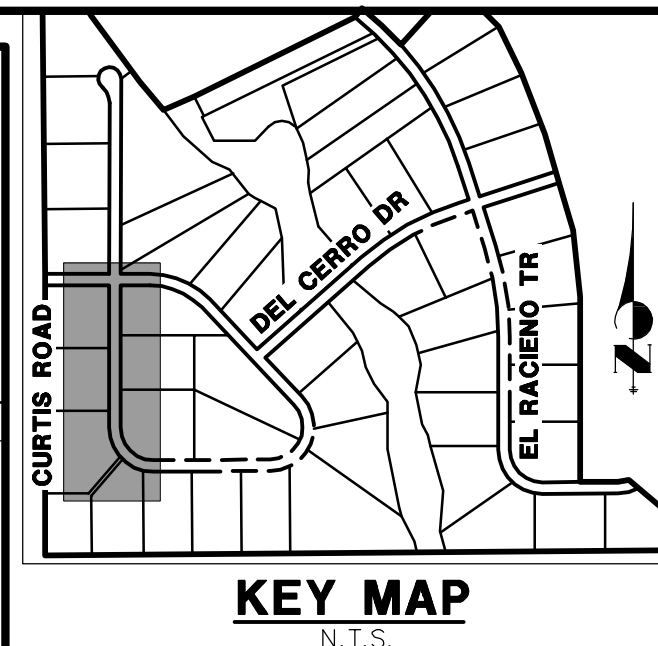 DEL CERRO DR
EL RACIENO TR
CURTIS ROAD
N
KEY MAP
N.T.S.